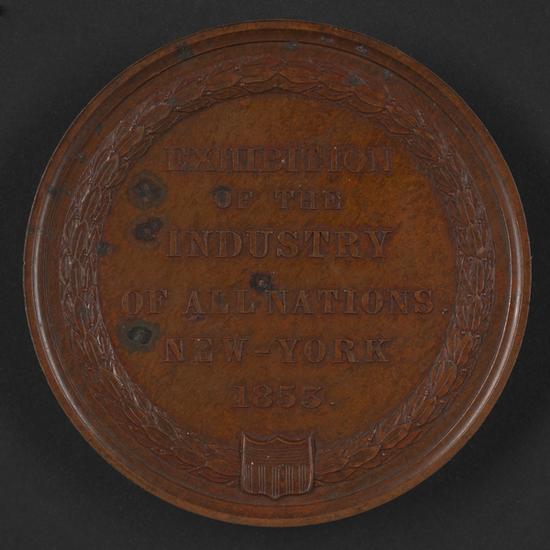 EXHIBITION
OF THE
INDUSTRY
OF ALL NATIONS
NEW-YORK
1853.